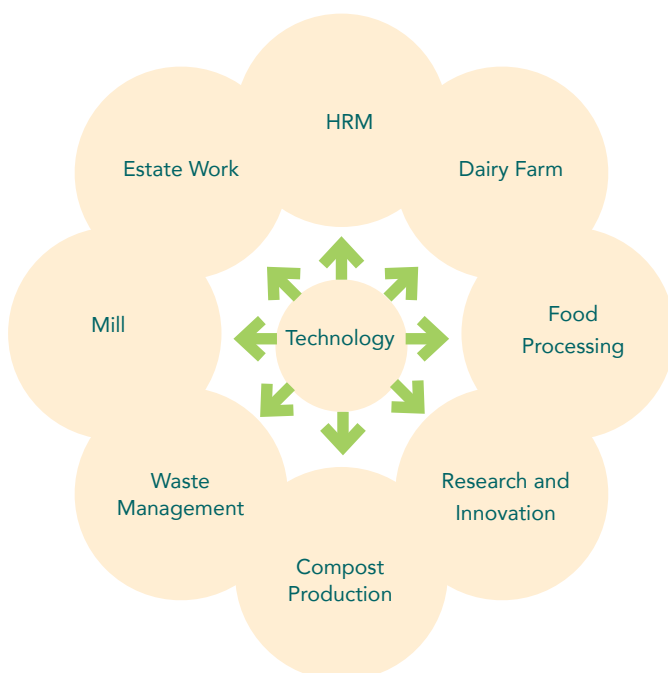 HRM
Estate Work
Dairy Farm
Mill
Technology
Food
Processing
Waste
Management
Research and
Innovation
Compost
Production